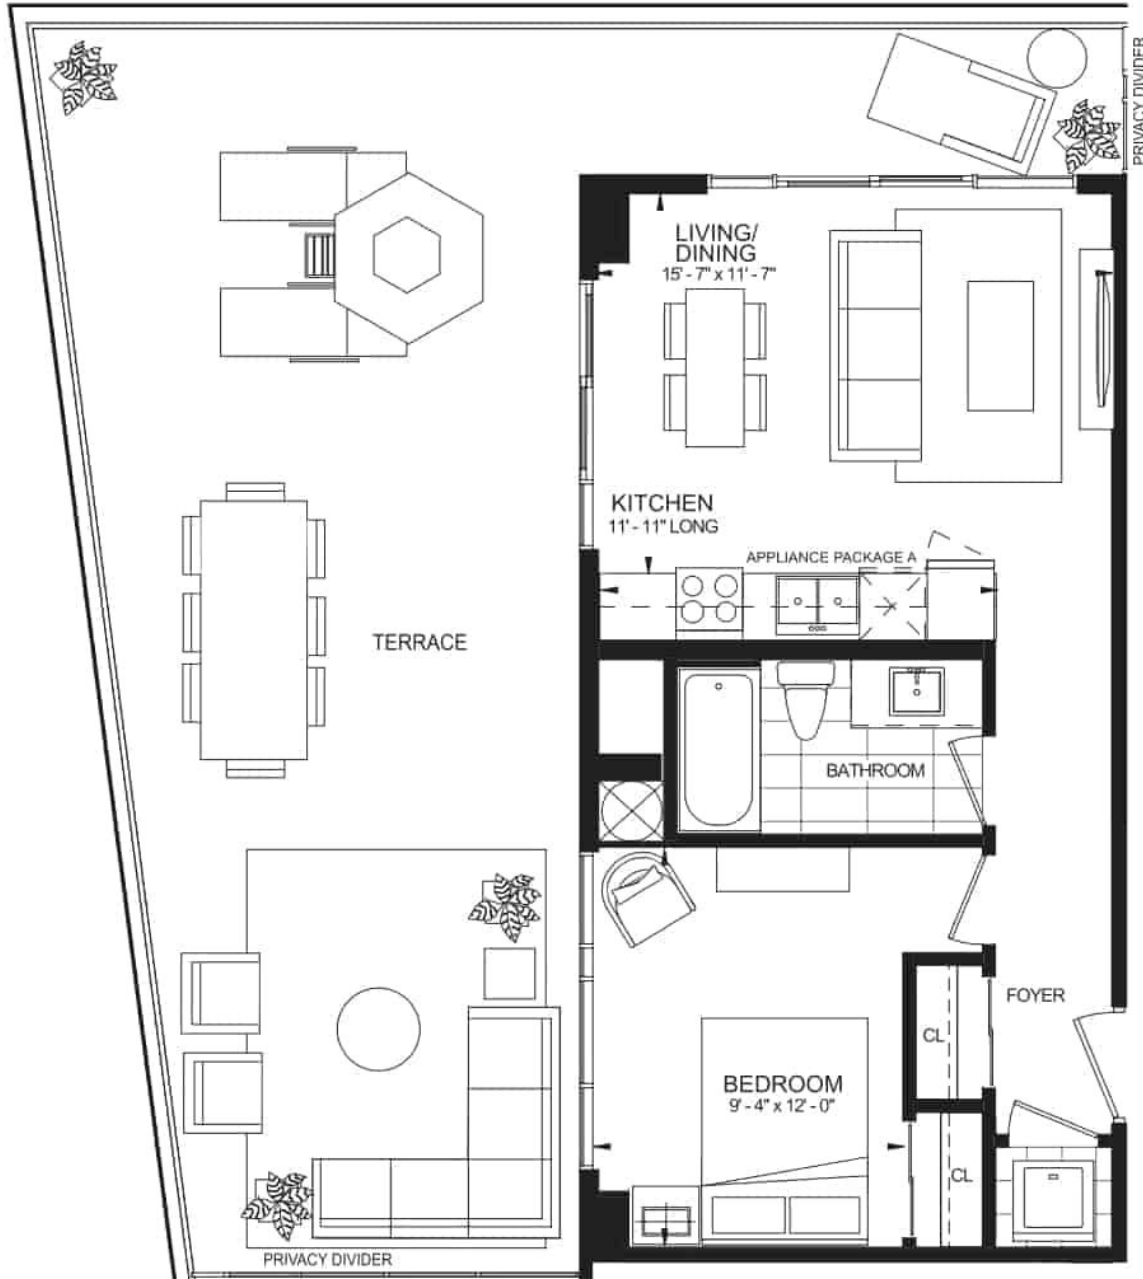 PRIVACY DIVIDER
LIVING/
DINING
15' - 7" x 11' - 7"
KITCHEN
11' - 11" LONG
APPLIANCE PACKAGE A
TERRACE
BATHROOM
FOYER
CL
BEDROOM
9' - 4" x 12' - 0"
CL
PRIVACY DIVIDER